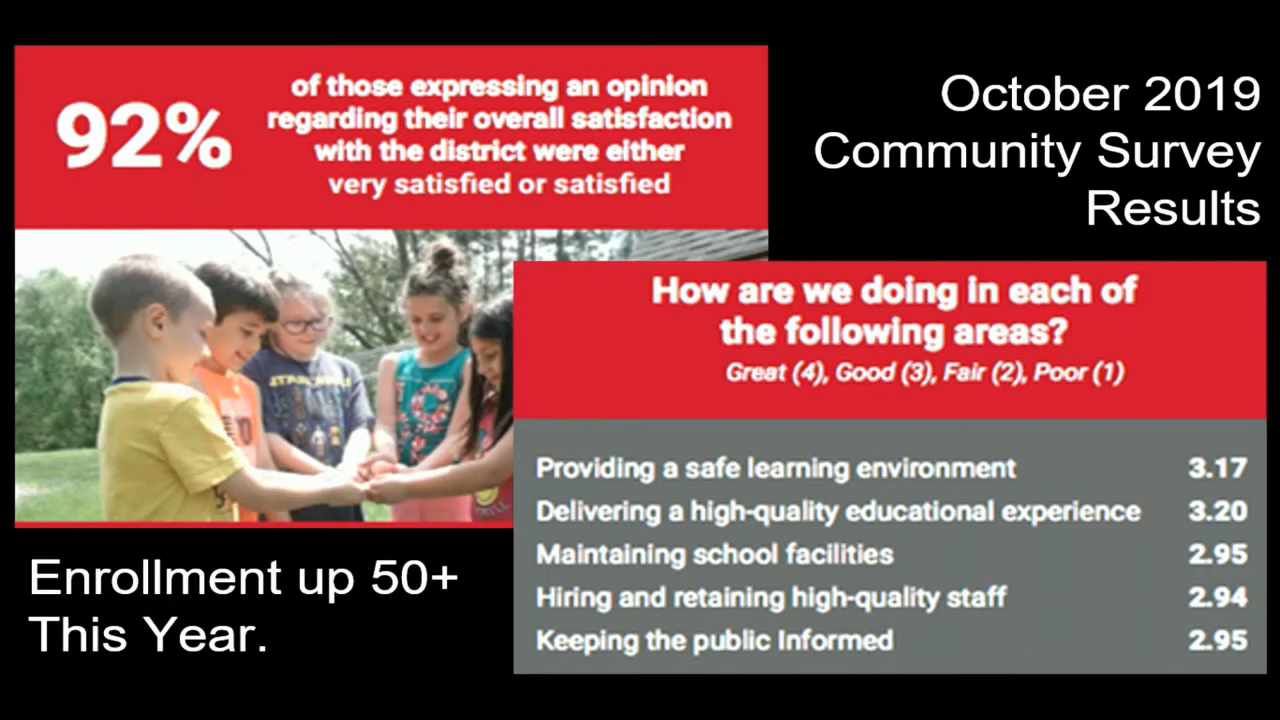 92%
of those expressing an opinion
regarding their overall satisfaction
with the district were either
very satisfied or satisfied
October 2019
Community Survey
Results
How are we doing in each of
the following areas?
Great (4), Good (3), Fair (2), Poor (1)
Providing a safe learning environment 3.17
Delivering a high-quality educational experience 3.20
Maintaining school facilities 2.95
Hiring and retaining high-quality staff 2.94
Keeping the public Informed 2.95
Enrollment up 50+
This Year.